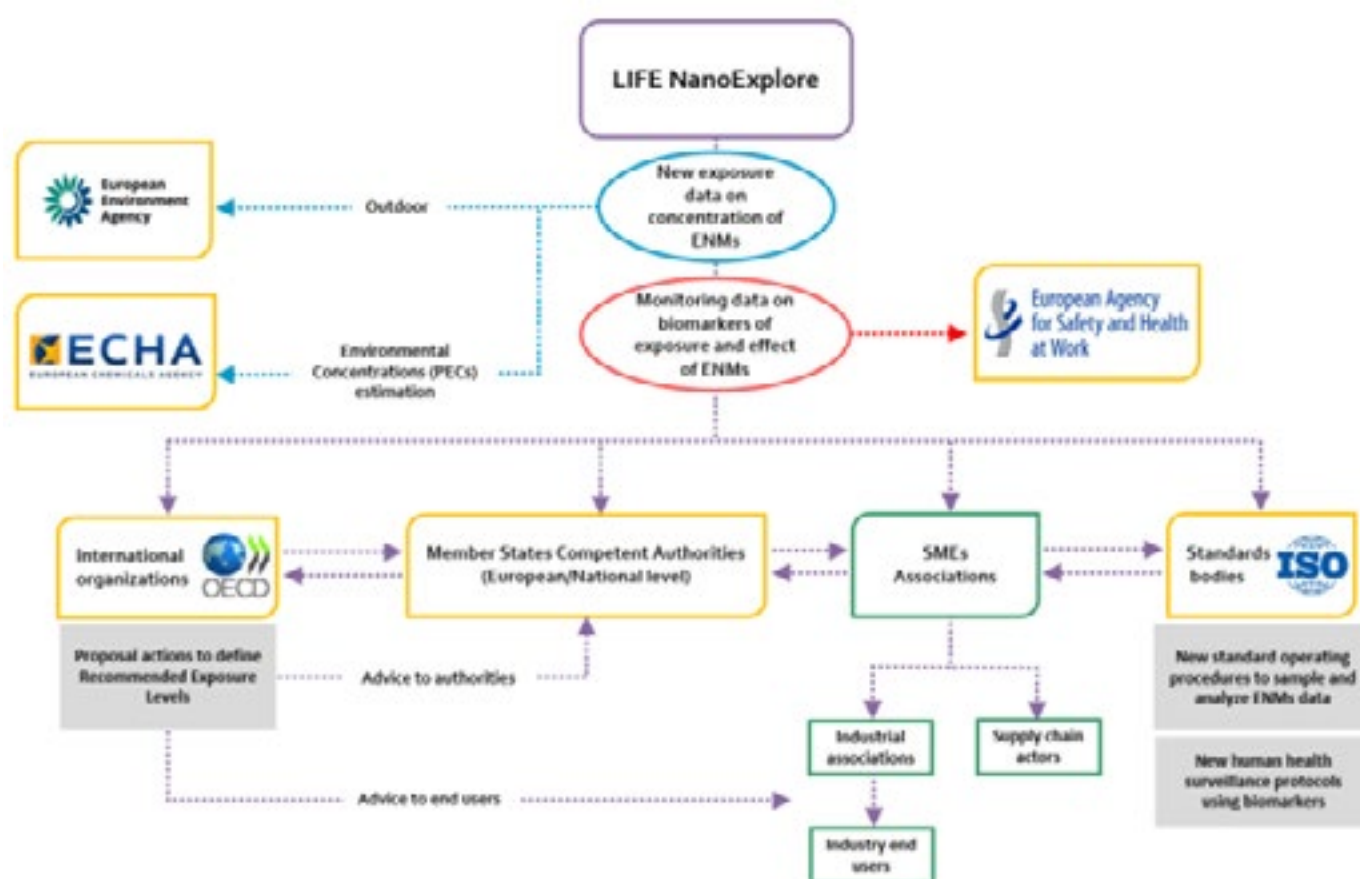 LIFE NanoExplore
New exposure
data on
concentration of
ENMs
European
Environment
Agency
Outdoor
Monitoring data on
biomarkers of
exposure and effect
of ENMs
European Agency
for Safety and Health
at Work
ECHA
EUROPEAN CHEMICALS AGENCY
Environmental
Concentrations (PECs)
estimation
International
organizations
OECD
Member States Competent Authorities
(European/National level)
SMEs
Associations
Standards
bodies
ISO
Proposal actions to define
Recommended Exposure
Levels
Advice to authorities
New standard operating
procedures to sample and
analyze ENMs data
Industrial
associations
Supply chain
actors
New human health
surveillance protocols
using biomarkers
Advice to end users
Industry end
users